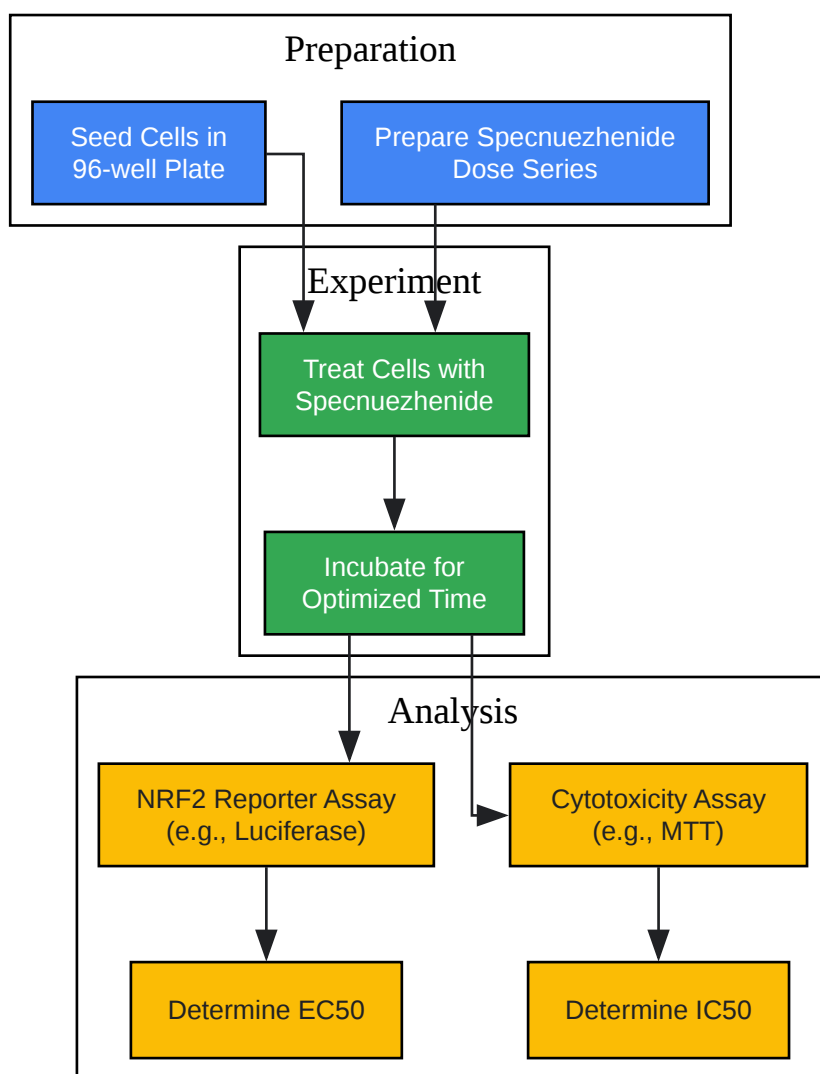 Preparation
Seed Cells in
96-well Plate
Prepare Specnuezhenide
Dose Series
Experiment
Treat Cells with
Specnuezhenide
Incubate for
Optimized Time
Analysis
NRF2 Reporter Assay
(e.g., Luciferase)
Cytotoxicity Assay
(e.g., MTT)
Determine EC50
Determine IC50